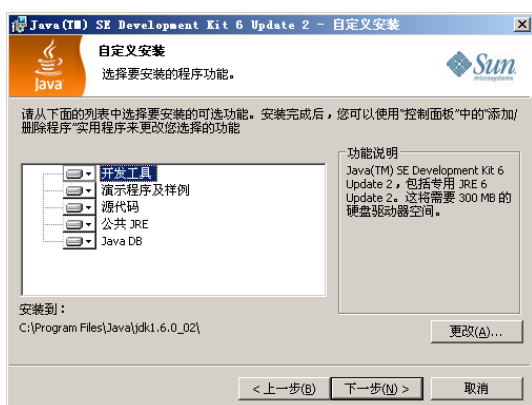 Java(TM) SE Development Kit 6 Update 2 - 自定义安装
自定义安装
选择要安装的程序功能。
Java
Sun
microsystems
请从下面的列表中选择要安装的可选功能。安装完成后，您可以使用“控制面板”中的“添加/
删除程序”实用程序来更改您选择的功能
开发工具
演示程序及样例
源代码
公共 JRE
Java DB
功能说明
Java(TM) SE Development Kit 6
Update 2，包括专用 JRE 6
Update 2。这将需要 300 MB 的
硬盘驱动器空间。
安装到：
C:\Program Files\Java\jdk1.6.0_02\
更改(A)...
< 上一步(B)
下一步(N) >
取消